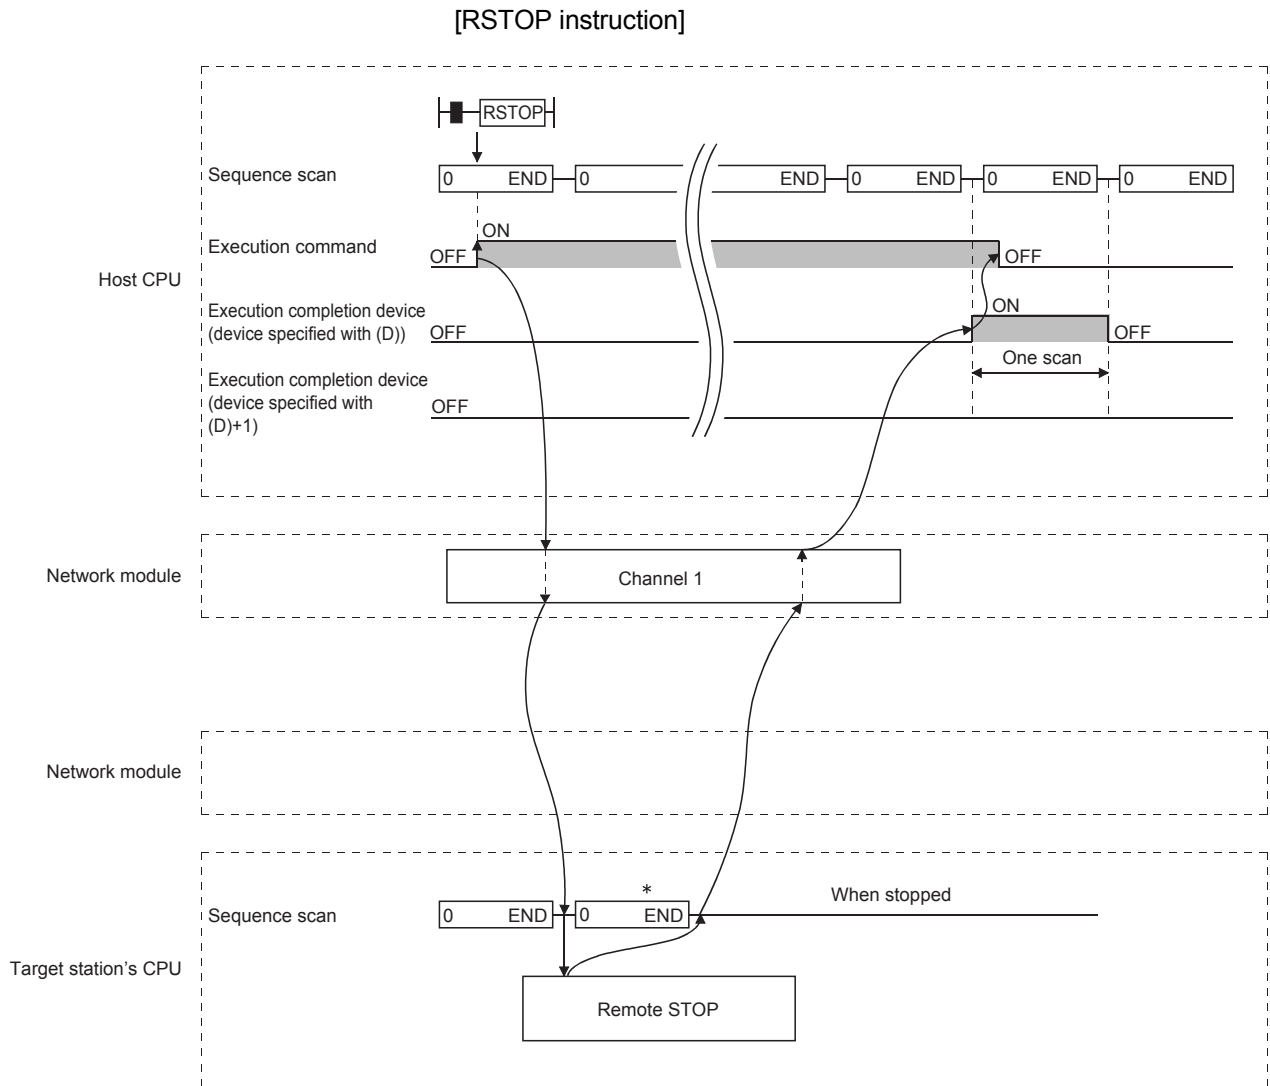 [RSTOP instruction]
RSTOP
Sequence scan
0 END 0 END 0 END 0 END 0 END
ON
Execution command
OFF
OFF
Host CPU
ON
Execution completion device
(device specified with (D))
OFF
OFF
One scan
Execution completion device
(device specified with
(D)+1)
OFF
Network module
Channel 1
Network module
*
When stopped
Sequence scan
0 END 0 END
Target station's CPU
Remote STOP